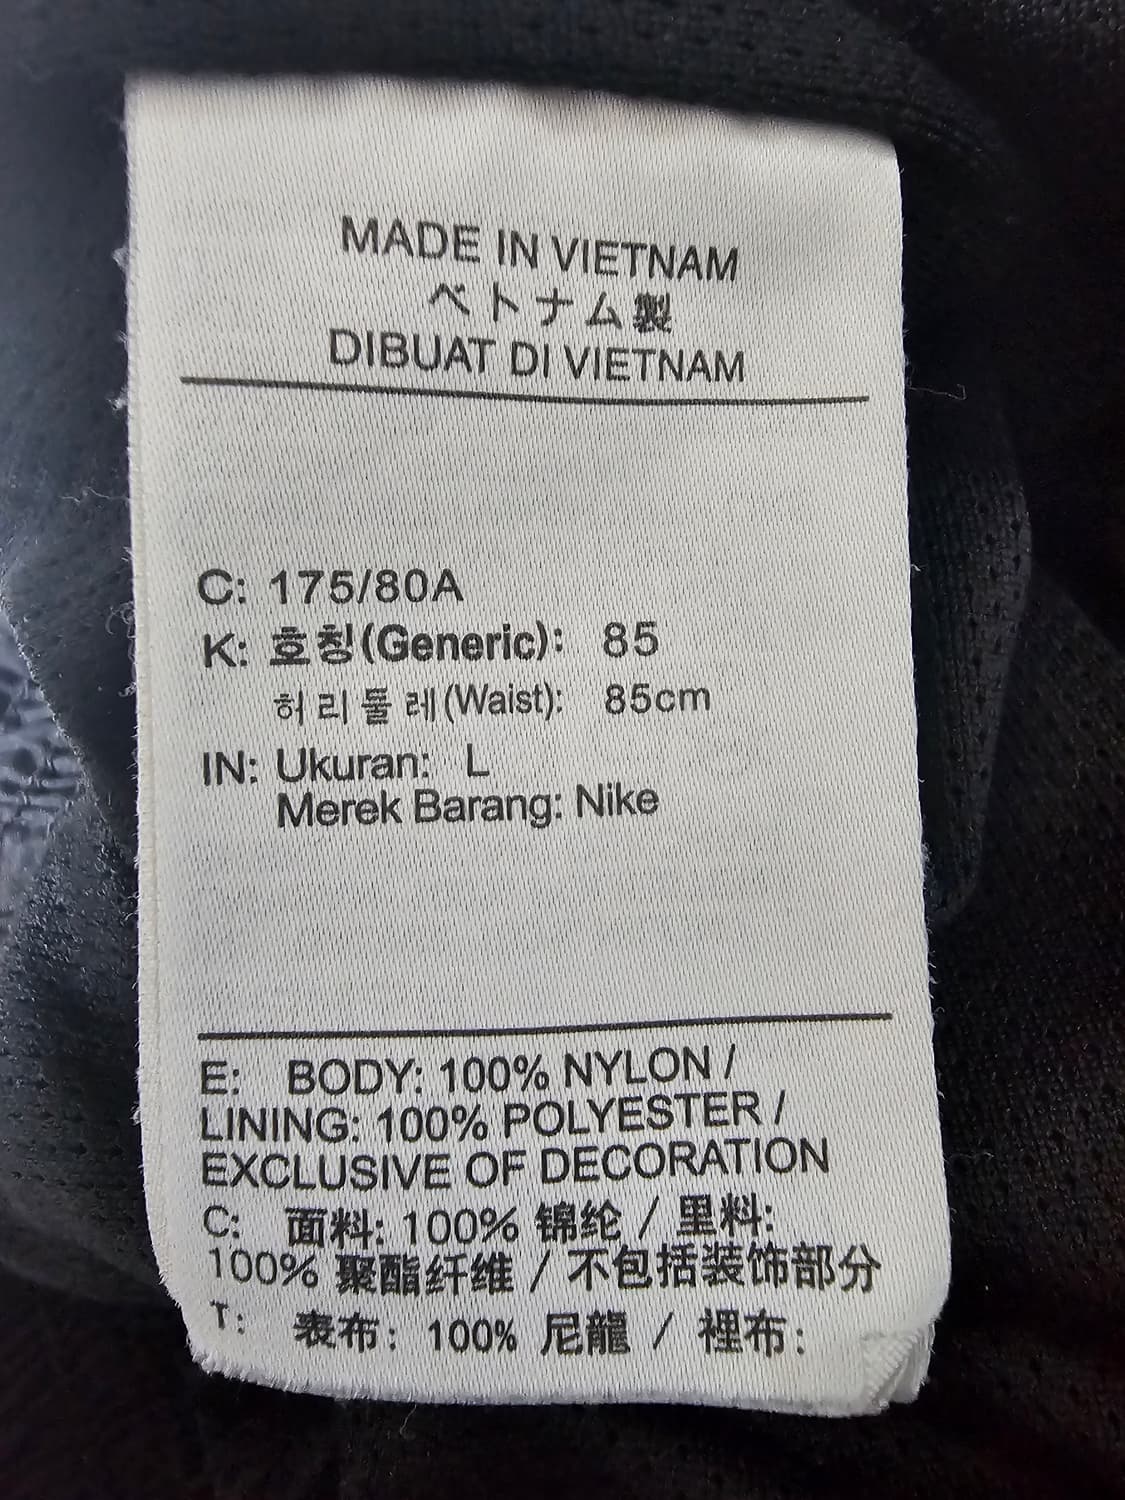 MADE IN VIETNAM
ベトナム製
DIBUAT DI VIETNAM
C: 175/80A
K: 호칭(Generic): 85
허리둘레(Waist): 85cm
IN: Ukuran: L
Merek Barang: Nike
E: BODY: 100% NYLON /
LINING: 100% POLYESTER /
EXCLUSIVE OF DECORATION
C: 面料: 100% 锦纶 / 里料:
100% 聚酯纤维 / 不包括装饰部分
T: 表布: 100% 尼龍 / 裡布: